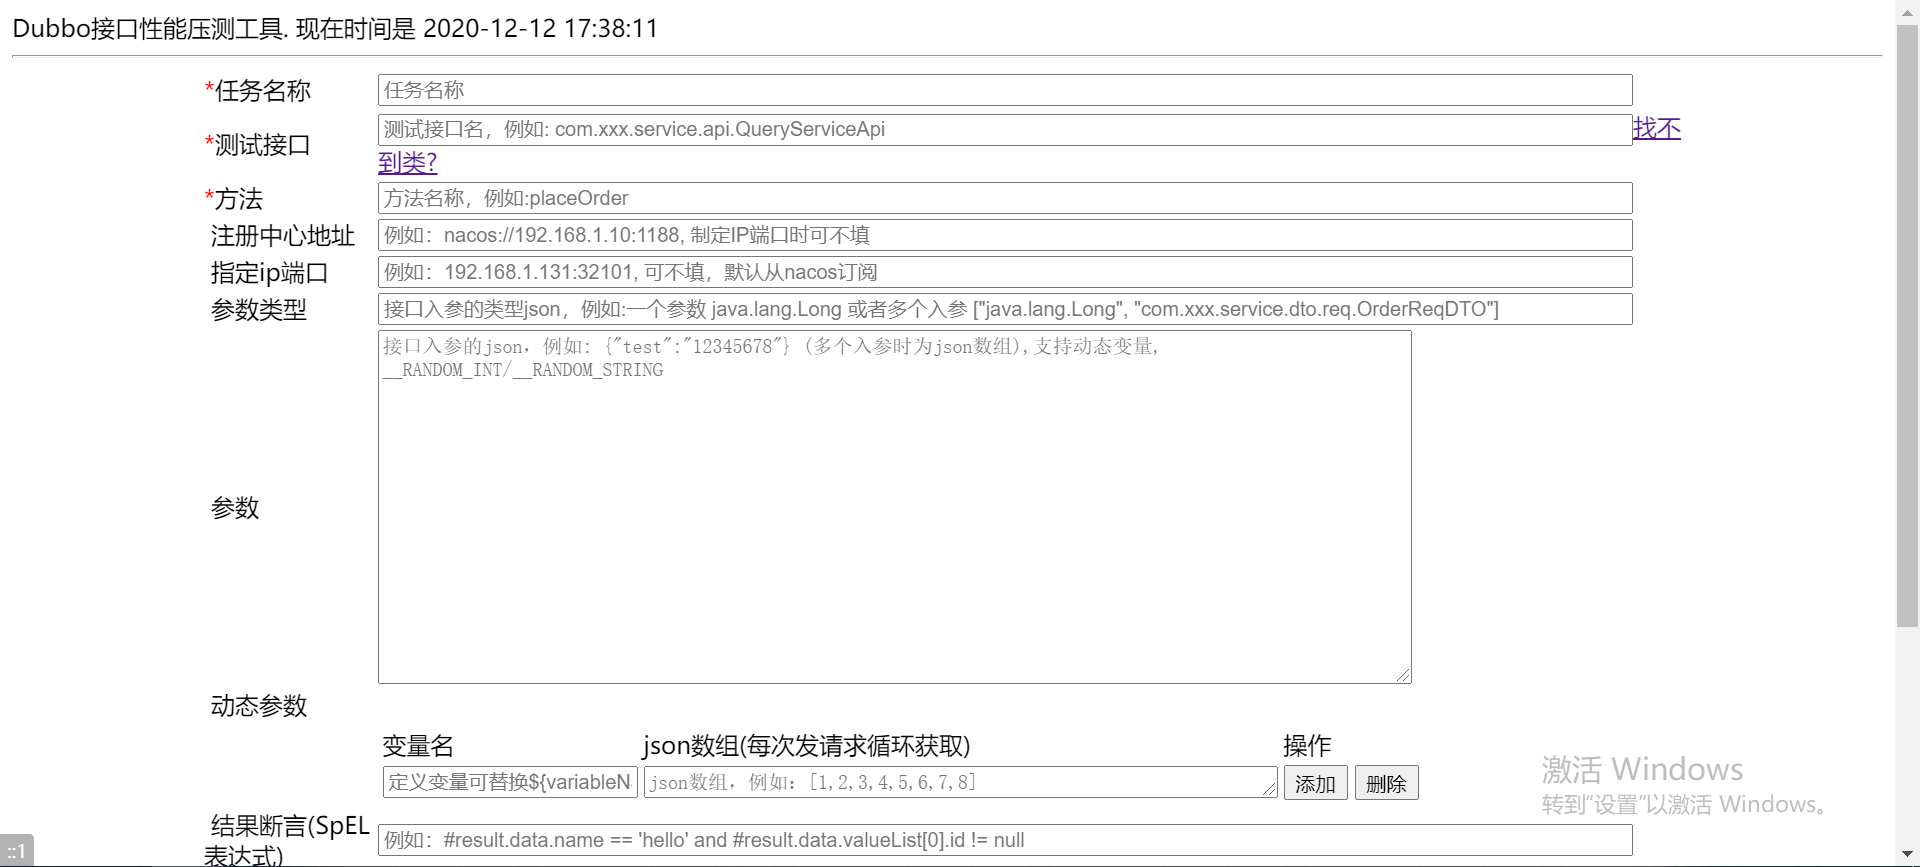 Dubbo接口性能压测工具. 现在时间是 2020-12-12 17:38:11
*任务名称
任务名称
*测试接口
测试接口名，例如: com.xxx.service.api.QueryServiceApi
找不
到类?
*方法
方法名称，例如:placeOrder
注册中心地址
例如：nacos://192.168.1.10:1188, 制定IP端口时可不填
指定ip端口
例如：192.168.1.131:32101, 可不填，默认从nacos订阅
参数类型
接口入参的类型json，例如:一个参数 java.lang.Long 或者多个入参 ["java.lang.Long", "com.xxx.service.dto.req.OrderReqDTO"]
参数
接口入参的json，例如: {"test":"12345678"} (多个入参时为json数组),支持动态变量,
__RANDOM_INT/__RANDOM_STRING
动态参数
变量名 json数组(每次发请求循环获取) 操作
定义变量可替换${variableN json数组，例如：[1,2,3,4,5,6,7,8] 添加 删除
结果断言(SpEL
表达式)
例如：#result.data.name == 'hello' and #result.data.valueList[0].id != null
激活 Windows
转到"设置"以激活 Windows。
::1